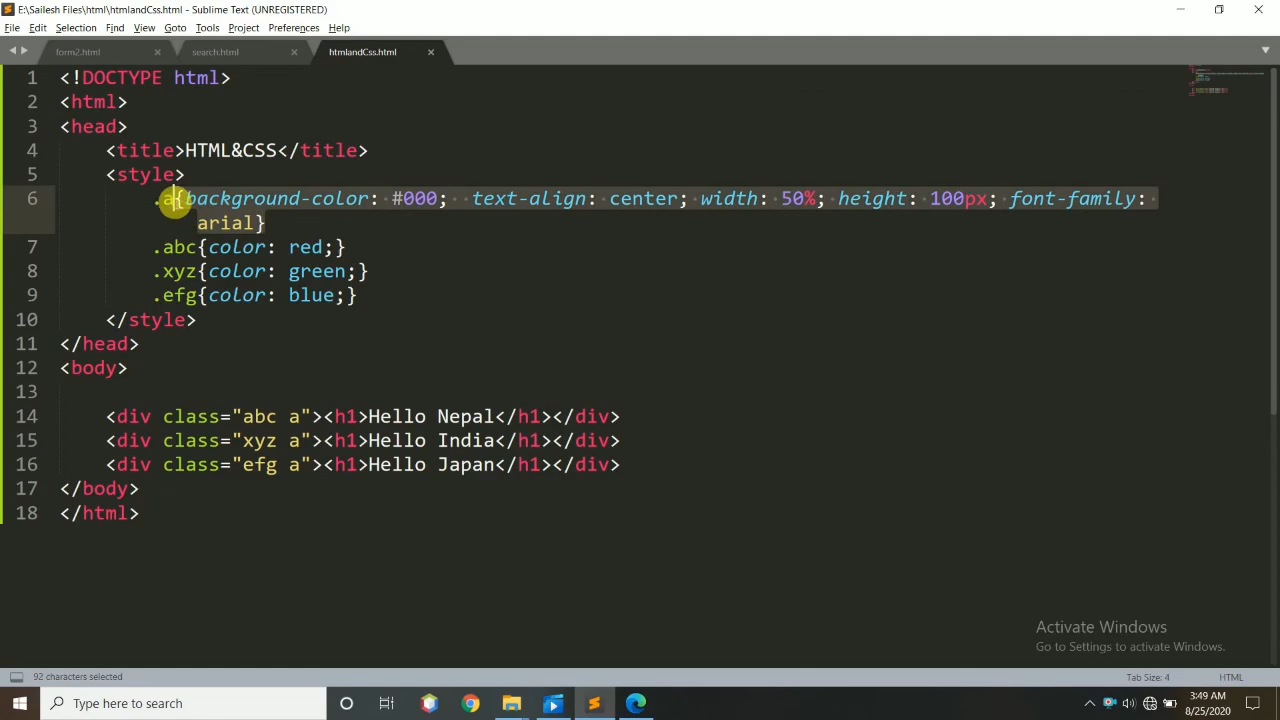 E:\Sailesh Files\html\htmlandCss.html - Sublime Text (UNREGISTERED)
File Edit Selection Find View Goto Tools Project Preferences Help
form2.html search.html htmlandCss.html
1 <!DOCTYPE html>
2 <html>
3 <head>
4 <title>HTML&CSS</title>
5 <style>
6 .a{background-color: #000;  text-align: center; width: 50%; height: 100px; font-family:
arial}
7 .abc{color: red;}
8 .xyz{color: green;}
9 .efg{color: blue;}
10 </style>
11 </head>
12 <body>
13
14 <div class="abc a"><h1>Hello Nepal</h1></div>
15 <div class="xyz a"><h1>Hello India</h1></div>
16 <div class="efg a"><h1>Hello Japan</h1></div>
17 </body>
18 </html>
Activate Windows
Go to Settings to activate Windows.
92 characters selected Tab Size: 4 HTML
Type here to search
3:49 AM
8/25/2020